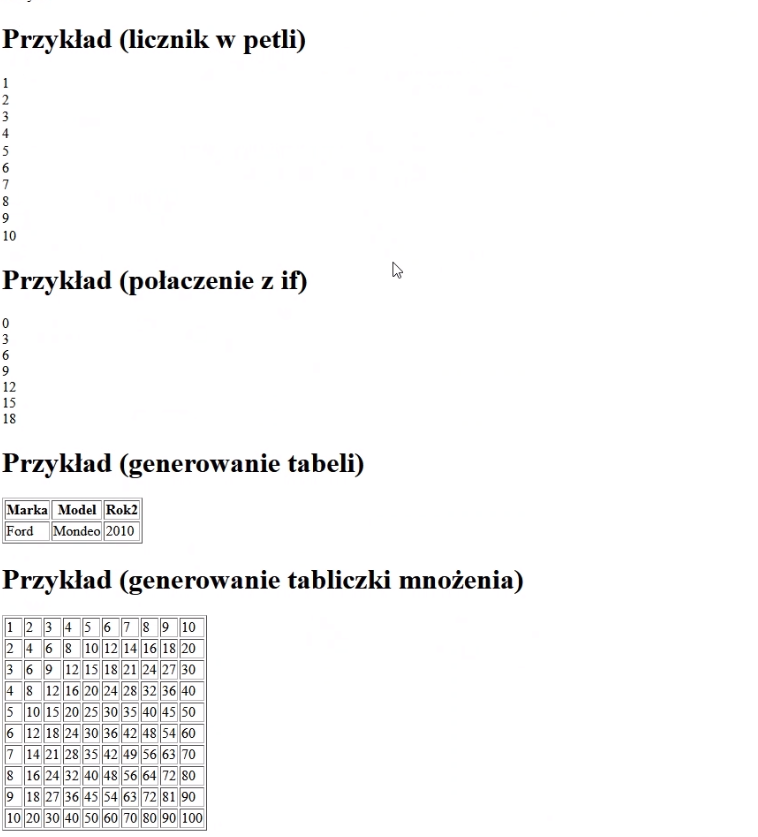 Przykład (licznik w petli)
1
2
3
4
5
6
7
8
9
10
Przykład (połaczenie z if)
0
3
6
9
12
15
18
Przykład (generowanie tabeli)
Marka Model Rok2
Ford Mondeo 2010
Przykład (generowanie tabliczki mnożenia)
1 2 3 4 5 6 7 8 9 10
2 4 6 8 10 12 14 16 18 20
3 6 9 12 15 18 21 24 27 30
4 8 12 16 20 24 28 32 36 40
5 10 15 20 25 30 35 40 45 50
6 12 18 24 30 36 42 48 54 60
7 14 21 28 35 42 49 56 63 70
8 16 24 32 40 48 56 64 72 80
9 18 27 36 45 54 63 72 81 90
10 20 30 40 50 60 70 80 90 100